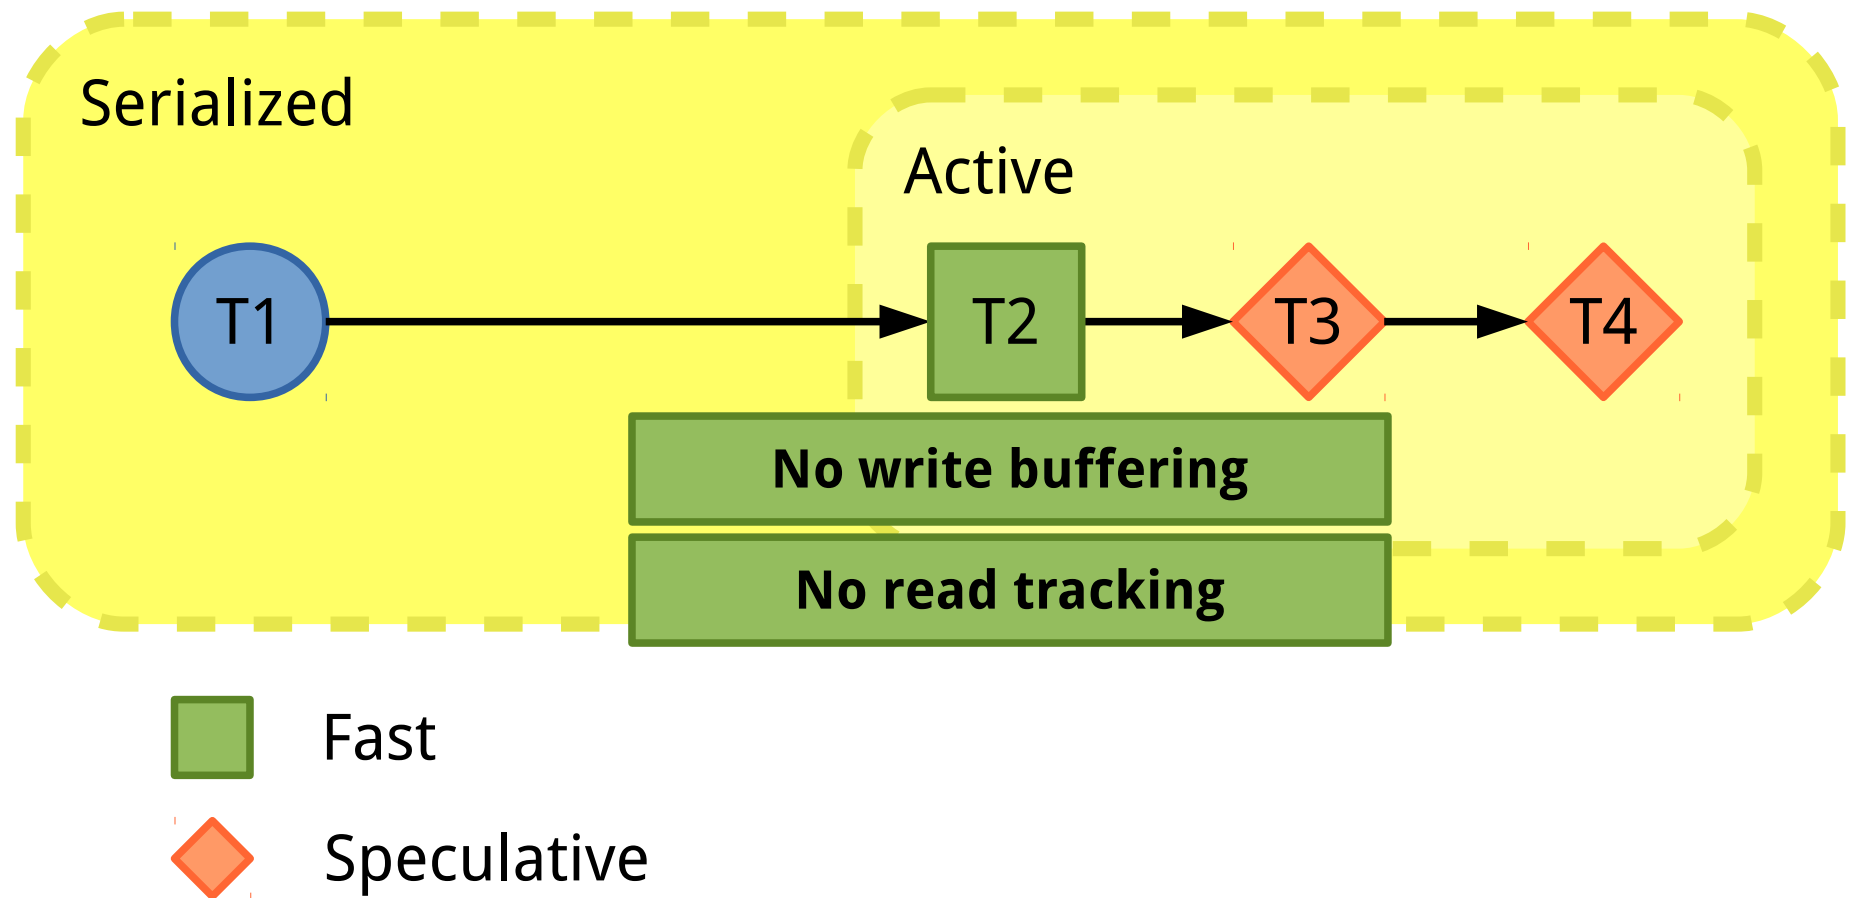 Serialized
Active
T1
T2
T3
T4
No write buffering
No read tracking
Fast
Speculative